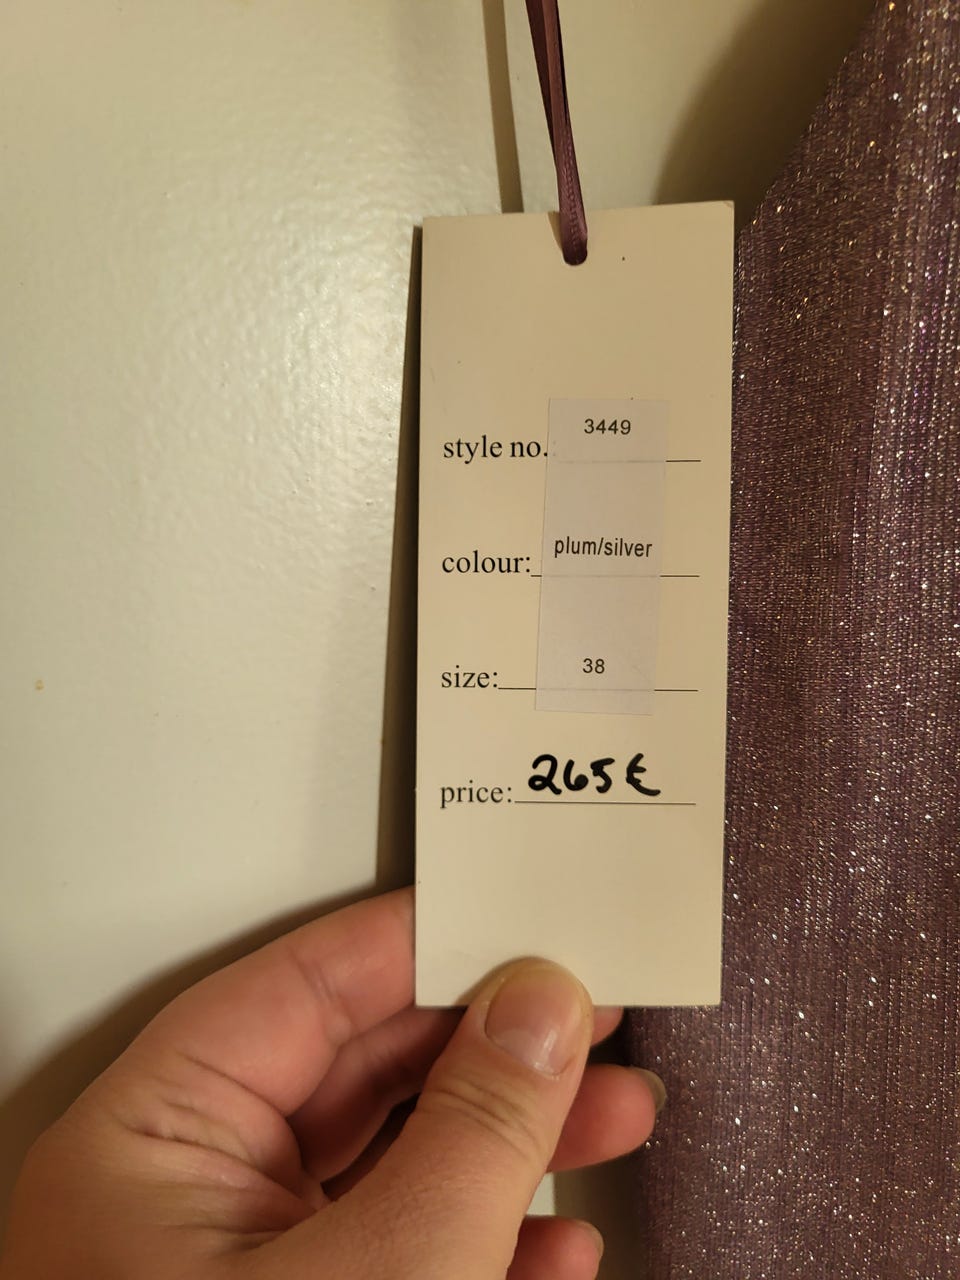 style no. 3449
colour: plum/silver
size: 38
price: 265€